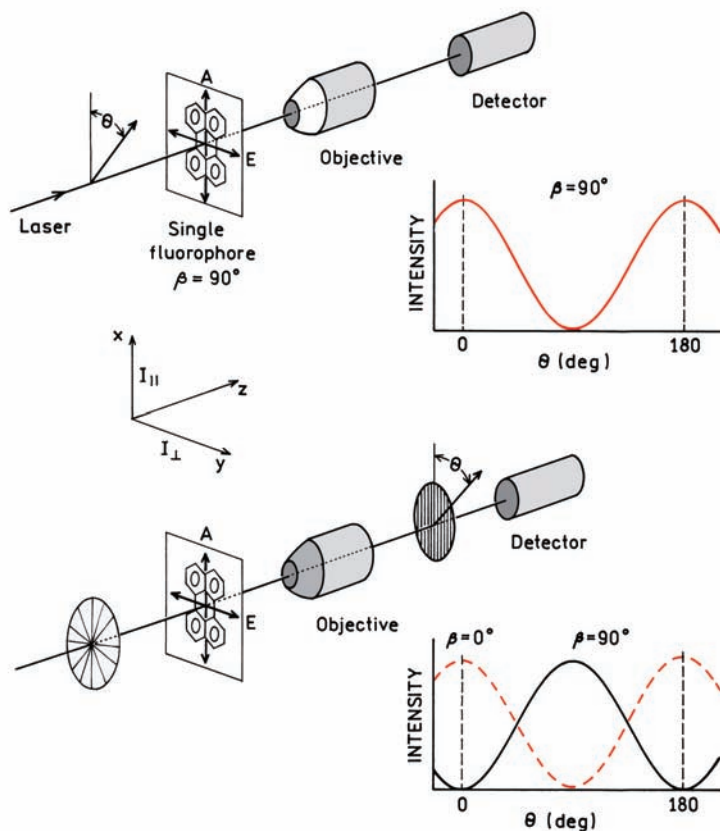 A
θ
E
Laser
Single
fluorophore
β = 90°
Objective
Detector
β = 90°
INTENSITY
0
180
θ (deg)
x
I||
z
I⊥
y
θ
A
E
Objective
Detector
β = 0°
β = 90°
INTENSITY
0
180
θ (deg)